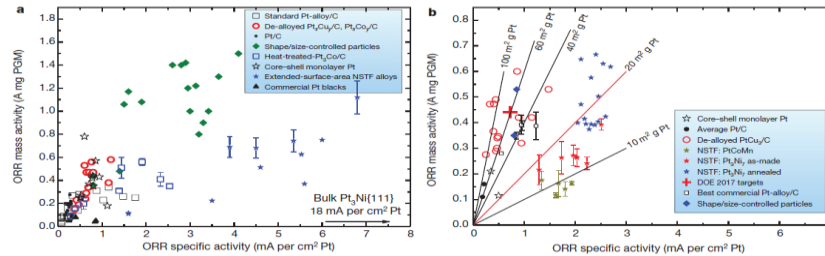 a
ORR mass activity (A mg PGM)
1.6
1.4
1.2
1.0
0.8
0.6
0.4
0.2
0.0
0 1 2 3 4 5 6 7 8
ORR specific activity (mA per cm² Pt)
Standard Pt-alloy/C
De-alloyed PtₓCuᵧ/C, PtₓCoᵧ/C
Pt/C
Shape/size-controlled particles
Heat-treated-Pt₃Co/C
Core-shell monolayer Pt
Extended-surface-area NSTF alloys
Commercial Pt blacks
Bulk Pt₃Ni{111}
18 mA per cm² Pt
b
ORR mass activity (A mg PGM)
0.8
0.7
0.6
0.5
0.4
0.3
0.2
0.1
0.0
0 1 2 3 4 5 6
ORR specific activity (mA per cm² Pt)
100 m² g Pt
60 m² g Pt
40 m² g Pt
20 m² g Pt
10 m² g Pt
Core-shell monolayer Pt
Average Pt/C
De-alloyed PtCu₃/C
NSTF: PtCoMn
NSTF: Pt₃Ni₇ as-made
NSTF: Pt₃Ni₇ annealed
DOE 2017 targets
Best commercial Pt-alloy/C
Shape/size-controlled particles